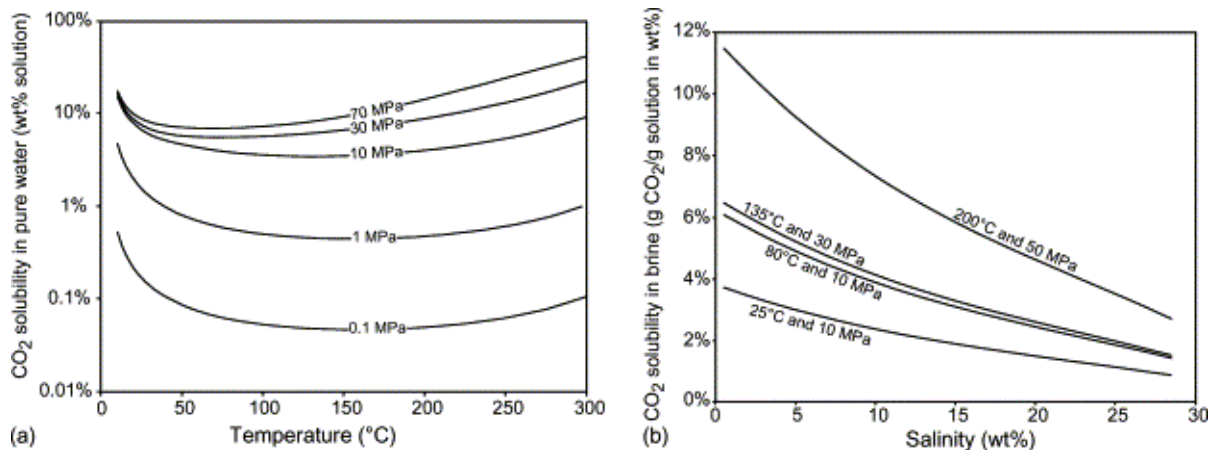 CO2 solubility in pure water (wt% solution)
100%
10%
1%
0.1%
0.01%
70 MPa
30 MPa
10 MPa
1 MPa
0.1 MPa
0 50 100 150 200 250 300
(a) Temperature (°C)
CO2 solubility in brine (g CO2/g solution in wt%)
12%
10%
8%
6%
4%
2%
0%
200°C and 50 MPa
135°C and 30 MPa
80°C and 10 MPa
25°C and 10 MPa
0 5 10 15 20 25 30
(b) Salinity (wt%)